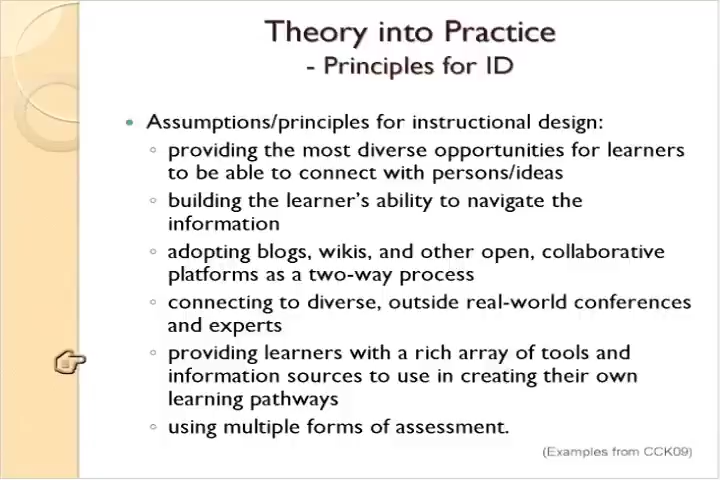 Theory into Practice
- Principles for ID
• Assumptions/principles for instructional design:
◦ providing the most diverse opportunities for learners
to be able to connect with persons/ideas
◦ building the learner's ability to navigate the
information
◦ adopting blogs, wikis, and other open, collaborative
platforms as a two-way process
◦ connecting to diverse, outside real-world conferences
and experts
◦ providing learners with a rich array of tools and
information sources to use in creating their own
learning pathways
◦ using multiple forms of assessment.
(Examples from CCK09)